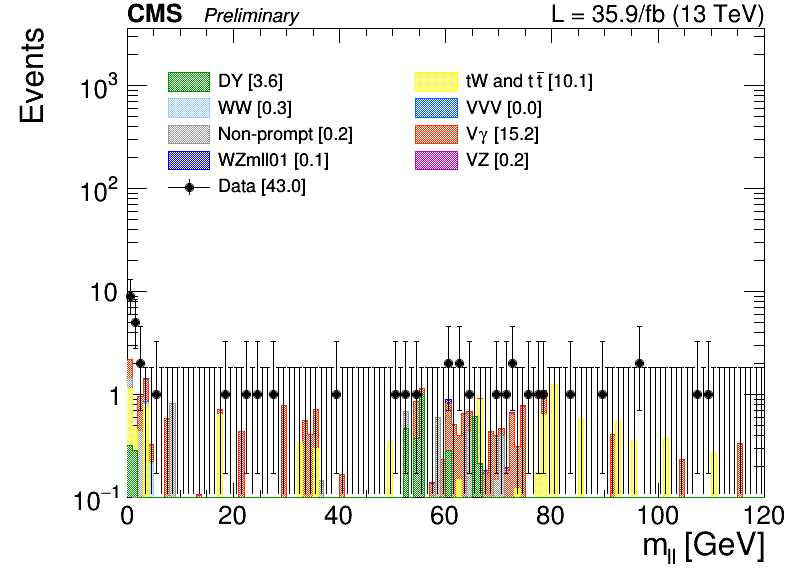 CMS Preliminary L = 35.9/fb (13 TeV)
Events
DY [3.6]
WW [0.3]
Non-prompt [0.2]
WZmll01 [0.1]
Data [43.0]
tW and tt̅ [10.1]
VVV [0.0]
Vγ [15.2]
VZ [0.2]
10³
10²
10
1
10⁻¹
0 20 40 60 80 100 120
m_ll [GeV]